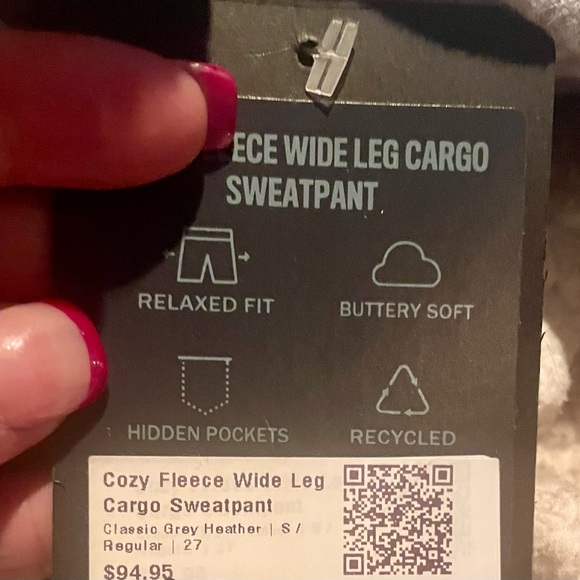 ECE WIDE LEG CARGO
SWEATPANT
RELAXED FIT
BUTTERY SOFT
HIDDEN POCKETS
RECYCLED
Cozy Fleece Wide Leg
Cargo Sweatpant
Classic Grey Heather | S /
Regular | 27
$94.95